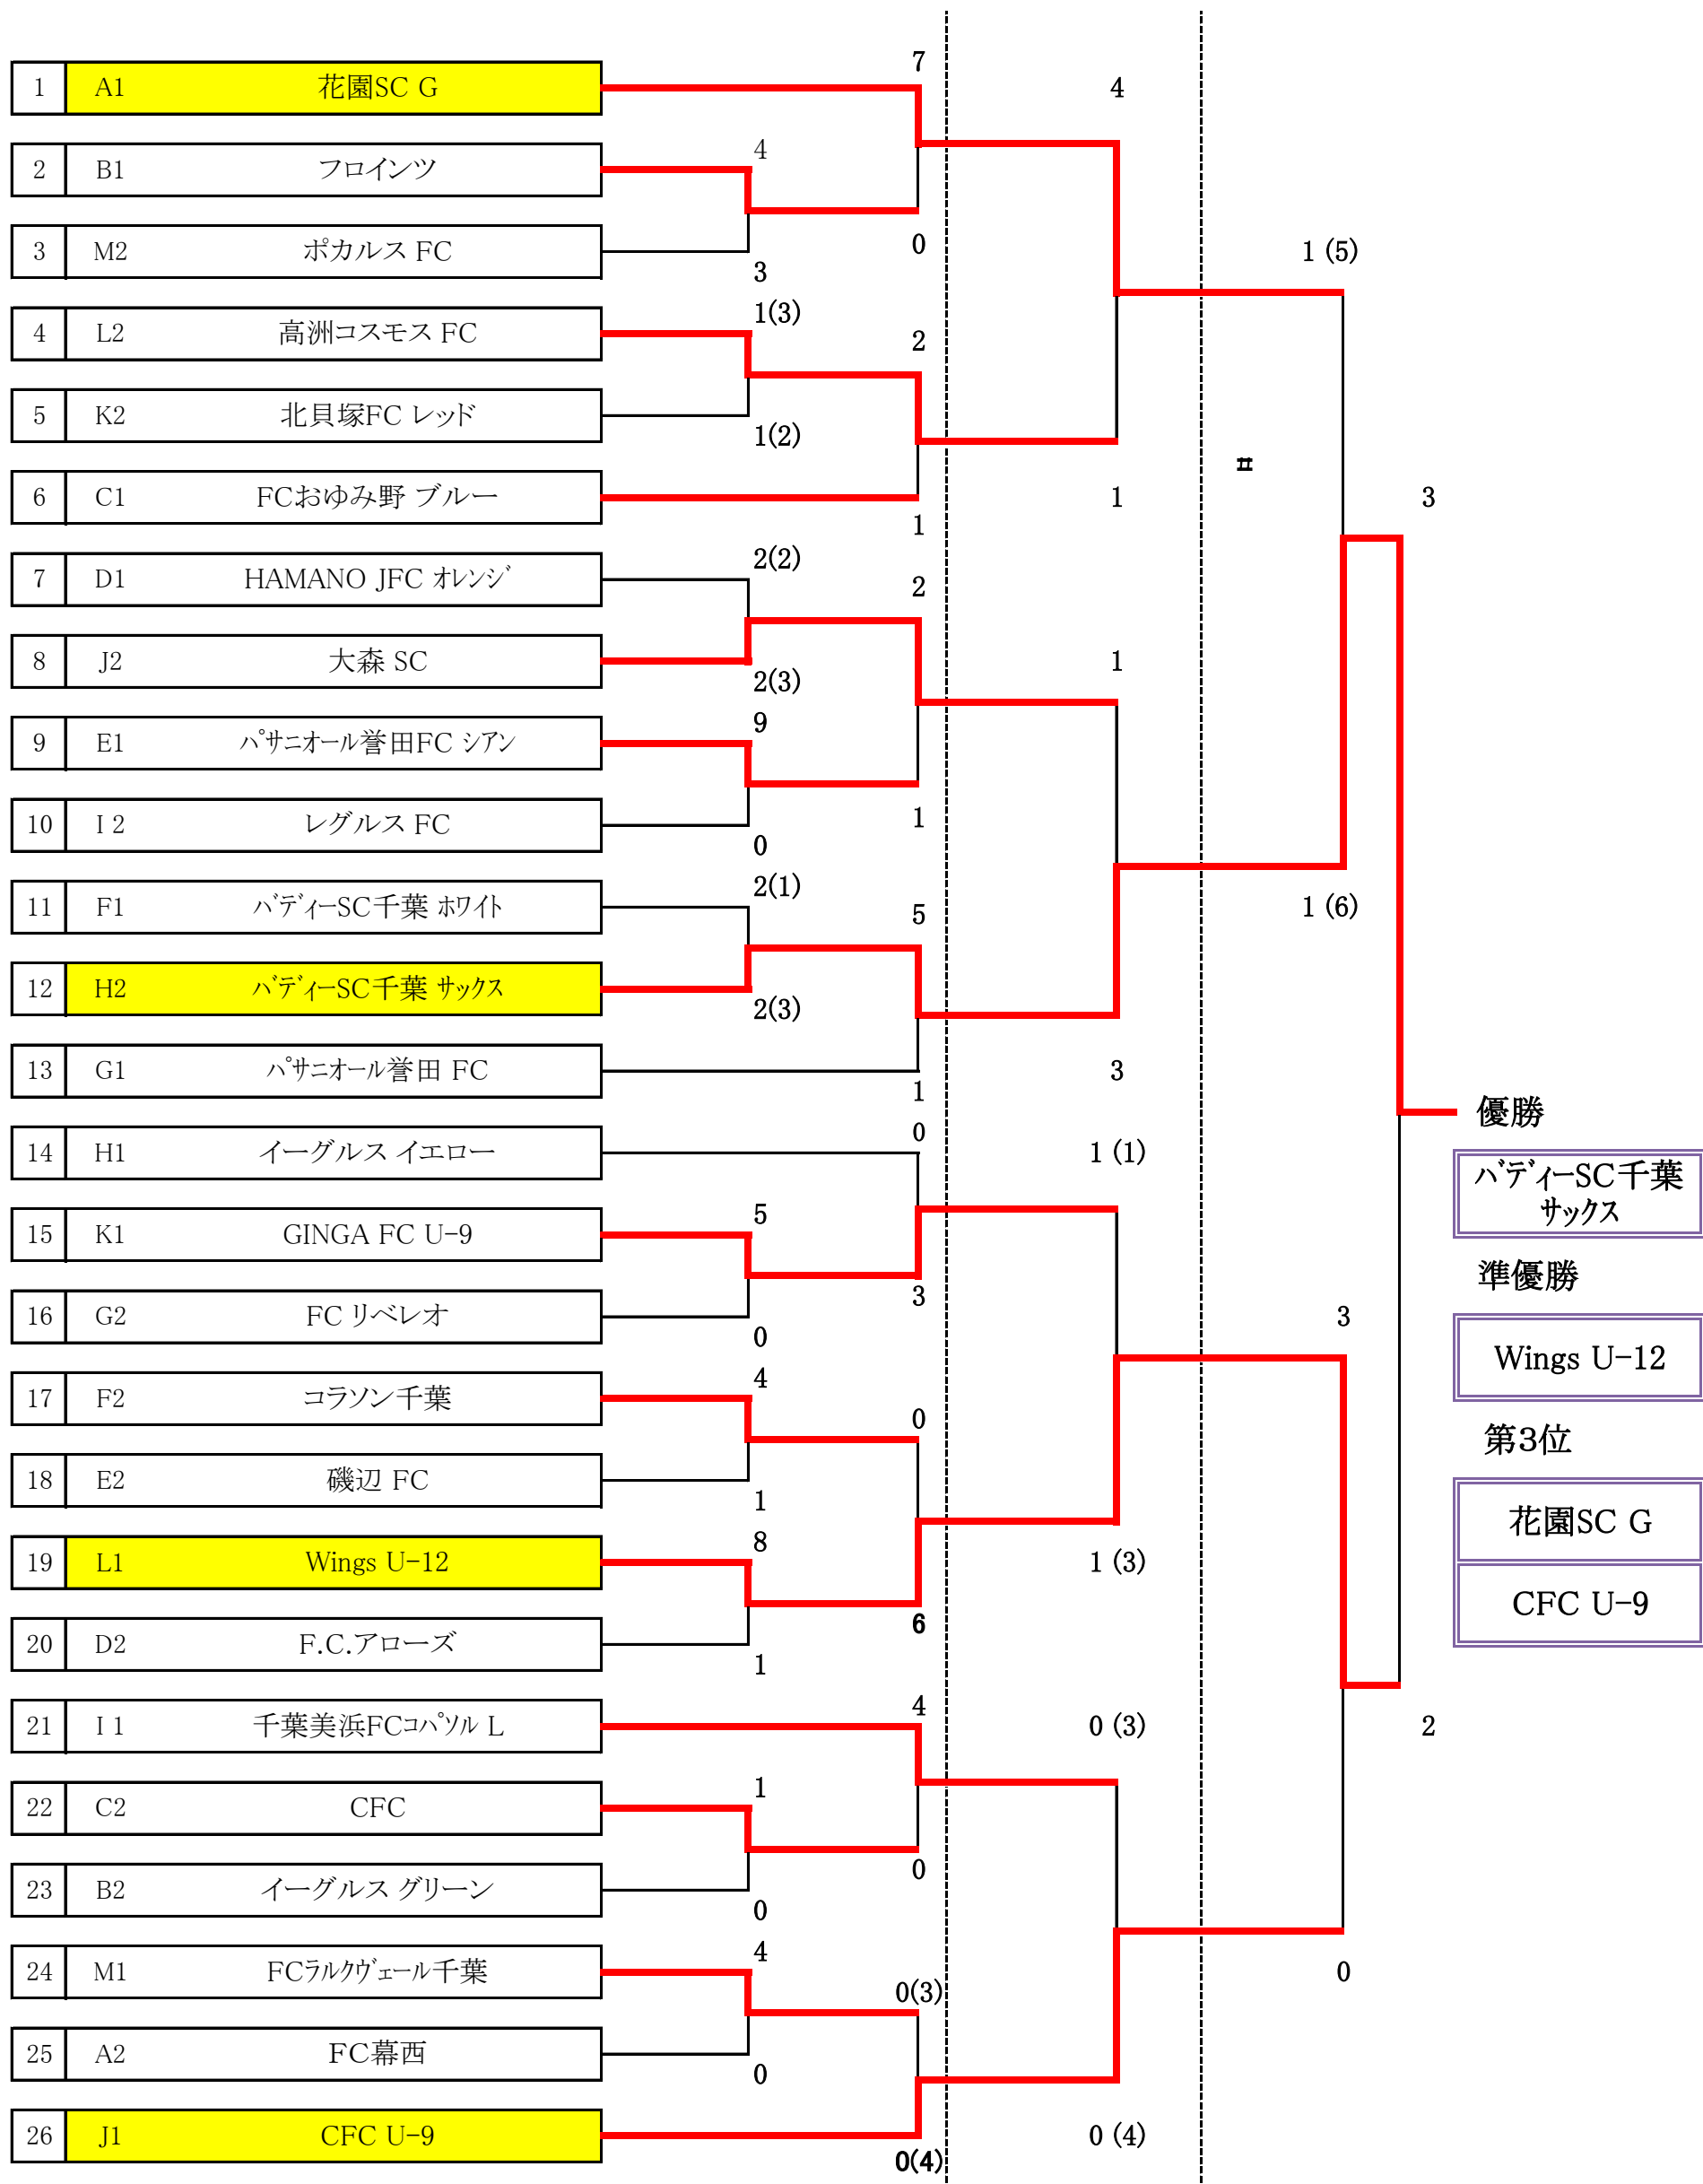 7
1 A1 花園SC G
4
4
2 B1 フロインツ
3 M2 ポカルス FC
0
1 (5)
3
4 L2 高洲コスモス FC
1(3)
2
5 K2 北貝塚FC レッド
1(2)
#
6 C1 FCおゆみ野 ブルー
1
3
1
7 D1 HAMANO JFC ｵﾚﾝｼﾞ
2(2)
2
8 J2 大森 SC
1
2(3)
9 E1 ﾊﾟｻﾆｵｰﾙ誉田FC ｼｱﾝ
9
10 I 2 レグルス FC
1
0
11 F1 ﾊﾞﾃﾞｨｰSC千葉 ﾎﾜｲﾄ
2(1)
5
1 (6)
12 H2 ﾊﾞﾃﾞｨｰSC千葉 ｻｯｸｽ
2(3)
13 G1 ﾊﾟｻﾆｵｰﾙ誉田 FC
3
1
優勝
14 H1 イーグルス イエロー
0
1 (1)
ﾊﾞﾃﾞｨｰSC千葉
ｻｯｸｽ
15 K1 GINGA FC U-9
5
準優勝
3
16 G2 FC リベレオ
3
0
Wings U-12
17 F2 コラソン千葉
4
0
第3位
18 E2 磯辺 FC
1
花園SC G
8
19 L1 Wings U-12
1 (3)
CFC U-9
6
20 D2 F.C.アローズ
1
4
21 I 1 千葉美浜FCｺﾊﾟｿﾙ L
0 (3)
2
1
22 C2 CFC
0
23 B2 イーグルス グリーン
0
4
24 M1 FCﾗﾙｸｳﾞｪｰﾙ千葉
0(3)
0
25 A2 FC幕西
0
26 J1 CFC U-9
0 (4)
0(4)